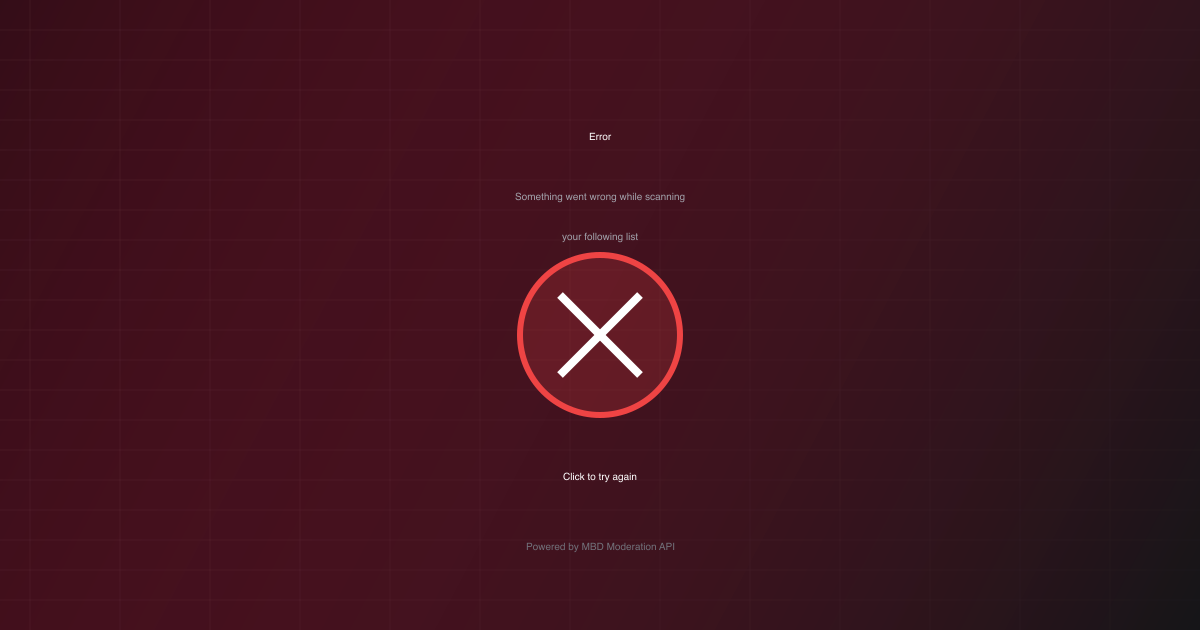 Error
Something went wrong while scanning
your following list
Click to try again
Powered by MBD Moderation API